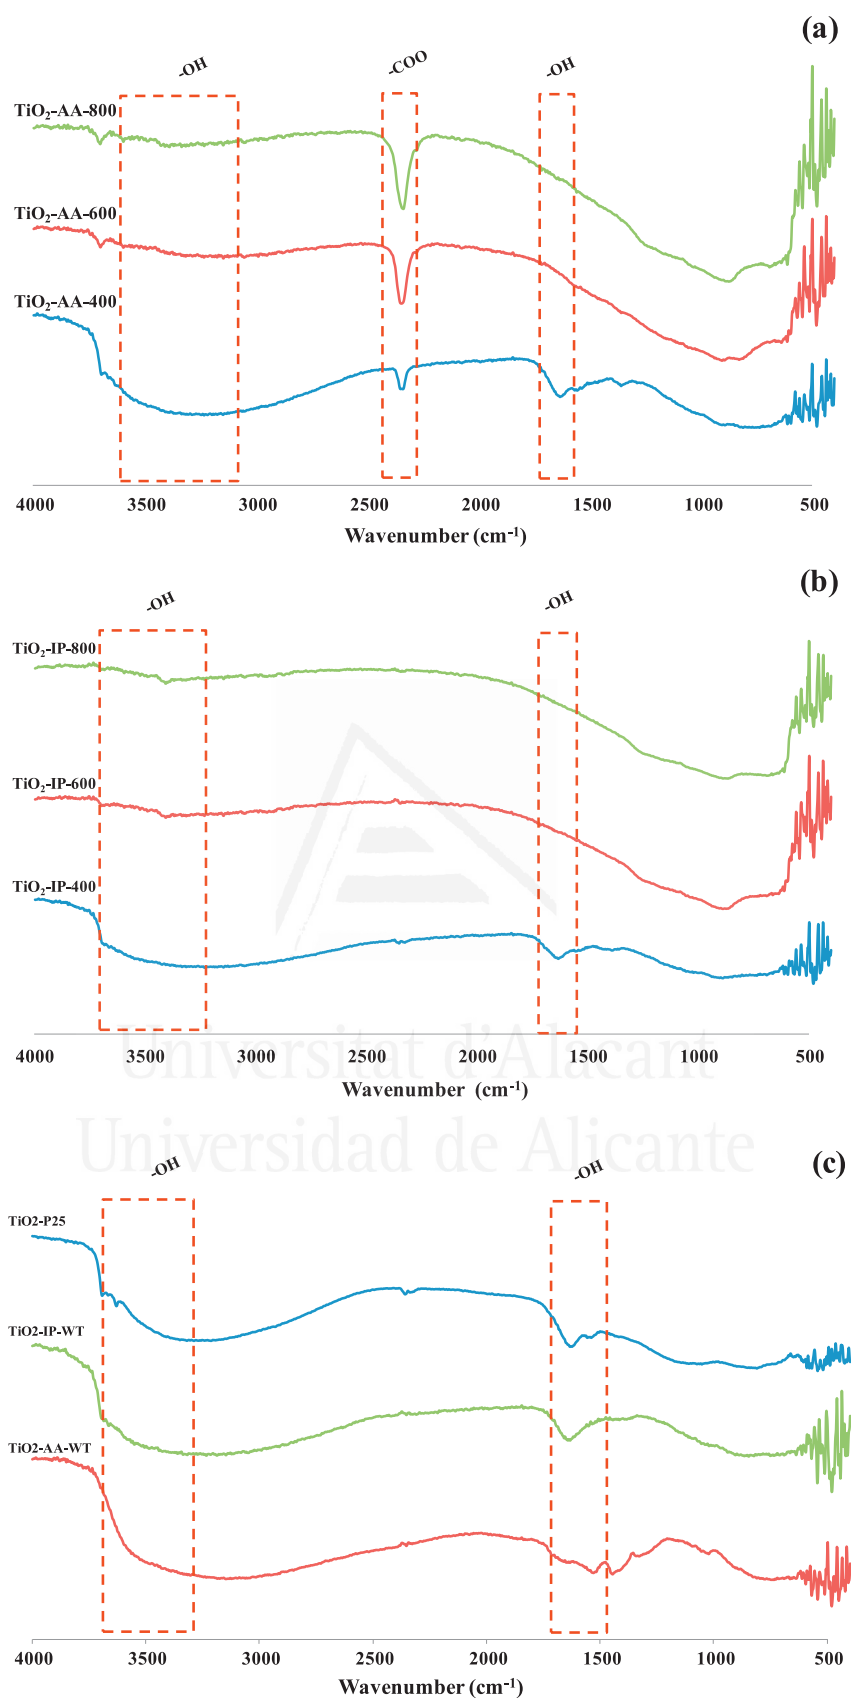 (a)
-OH
-COO
-OH
TiO₂-AA-800
TiO₂-AA-600
TiO₂-AA-400
4000 3500 3000 2500 2000 1500 1000 500
Wavenumber (cm⁻¹)
(b)
-OH
-OH
TiO₂-IP-800
TiO₂-IP-600
TiO₂-IP-400
4000 3500 3000 2500 2000 1500 1000 500
Wavenumber (cm⁻¹)
Universitat d'Alacant
Universidad de Alicante
(c)
-OH
-OH
TiO2-P25
TiO2-IP-WT
TiO2-AA-WT
4000 3500 3000 2500 2000 1500 1000 500
Wavenumber (cm⁻¹)